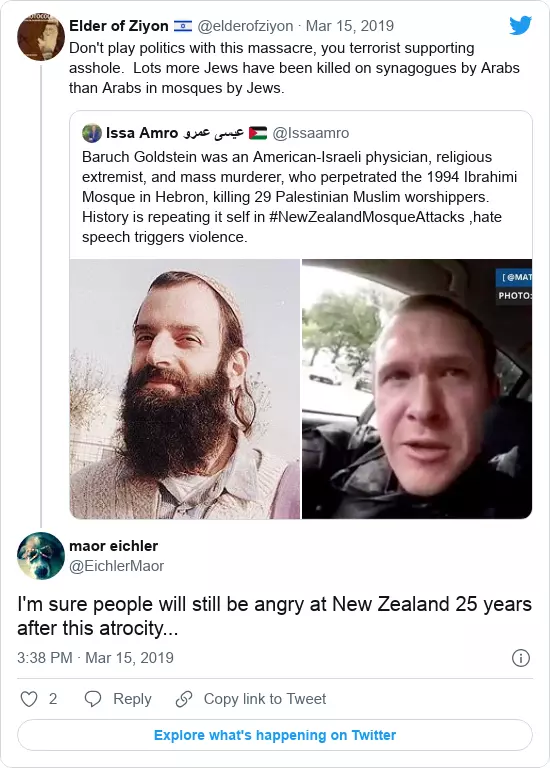 Elder of Ziyon 🇮🇱 @elderofziyon · Mar 15, 2019
Don't play politics with this massacre, you terrorist supporting
asshole. Lots more Jews have been killed on synagogues by Arabs
than Arabs in mosques by Jews.
Issa Amro عيسى عمرو 🇵🇸 @Issaamro
Baruch Goldstein was an American-Israeli physician, religious
extremist, and mass murderer, who perpetrated the 1994 Ibrahimi
Mosque in Hebron, killing 29 Palestinian Muslim worshippers.
History is repeating it self in #NewZealandMosqueAttacks ,hate
speech triggers violence.
[ @MAT
PHOTO:
maor eichler
@EichlerMaor
I'm sure people will still be angry at New Zealand 25 years
after this atrocity...
3:38 PM · Mar 15, 2019
2 Reply Copy link to Tweet
Explore what's happening on Twitter